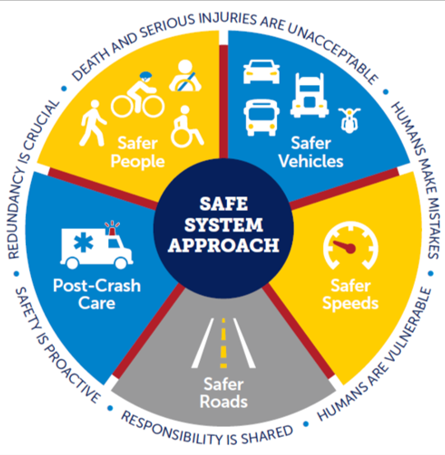 DEATH AND SERIOUS INJURIES ARE UNACCEPTABLE
HUMANS MAKE MISTAKES
HUMANS ARE VULNERABLE
RESPONSIBILITY IS SHARED
SAFETY IS PROACTIVE
REDUNDANCY IS CRUCIAL
Safer
People
Safer
Vehicles
SAFE
SYSTEM
APPROACH
Post-Crash
Care
Safer
Speeds
Safer
Roads